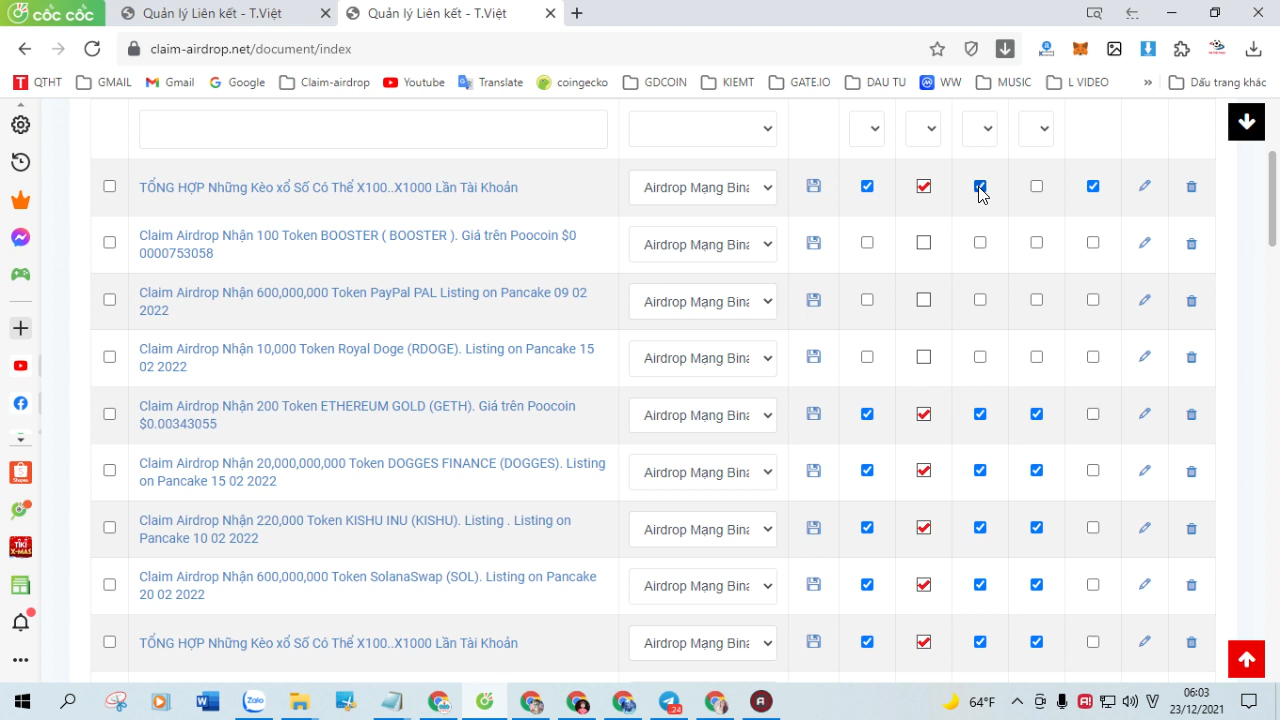 cốc cốc
Quản lý liên kết - T.Việt
Quản lý liên kết - T.Việt
claim-airdrop.net/document/index
QTHT
GMAIL
Gmail
Google
Claim-airdrop
Youtube
Translate
coingecko
GDCOIN
KIEMT
GATE.IO
DAU TU
WW
MUSIC
L VIDEO
»
Dấu trang khác
TỔNG HỢP Những Kèo xổ Số Có Thể X100..X1000 Lần Tài Khoản
Airdrop Mạng Bina
Claim Airdrop Nhận 100 Token BOOSTER ( BOOSTER ). Giá trên Poocoin $0
0000753058
Airdrop Mạng Bina
Claim Airdrop Nhận 600,000,000 Token PayPal PAL Listing on Pancake 09 02
2022
Airdrop Mạng Bina
Claim Airdrop Nhận 10,000 Token Royal Doge (RDOGE). Listing on Pancake 15
02 2022
Airdrop Mạng Bina
Claim Airdrop Nhận 200 Token ETHEREUM GOLD (GETH). Giá trên Poocoin
$0.00343055
Airdrop Mạng Bina
Claim Airdrop Nhận 20,000,000,000 Token DOGGES FINANCE (DOGGES). Listing
on Pancake 15 02 2022
Airdrop Mạng Bina
Claim Airdrop Nhận 220,000 Token KISHU INU (KISHU). Listing . Listing on
Pancake 10 02 2022
Airdrop Mạng Bina
Claim Airdrop Nhận 600,000,000 Token SolanaSwap (SOL). Listing on Pancake
20 02 2022
Airdrop Mạng Bina
TỔNG HỢP Những Kèo xổ Số Có Thể X100..X1000 Lần Tài Khoản
Airdrop Mạng Bina
TIKI
X-MAS
Zalo
24
64°F
06:03
23/12/2021